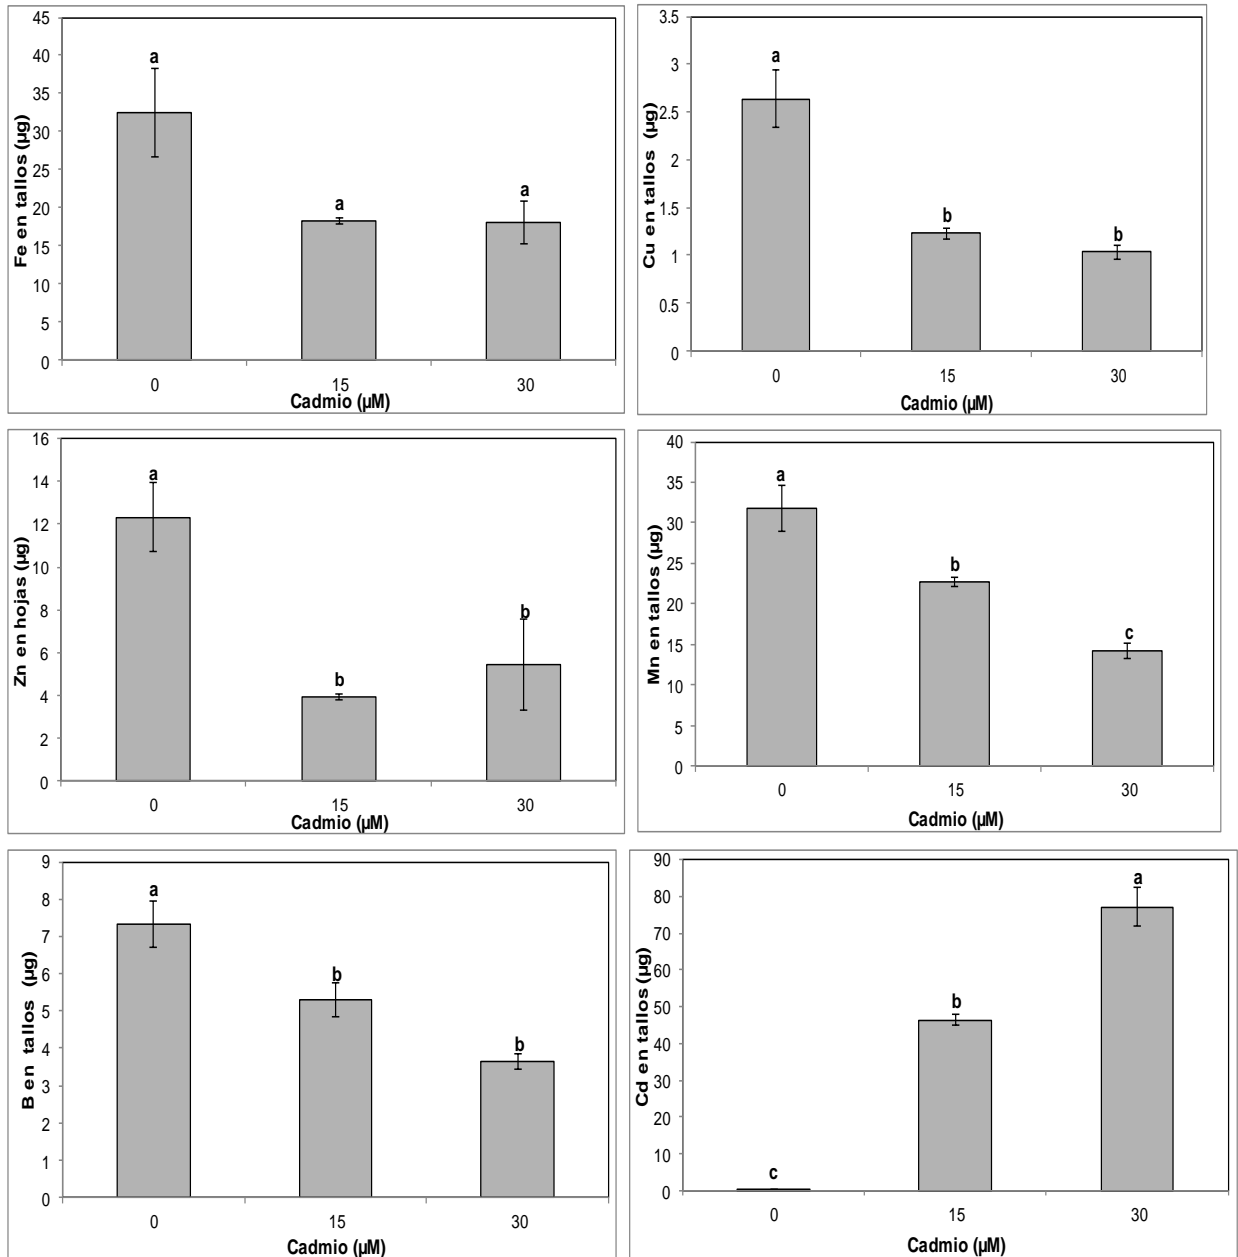 45
40
35
30
25
20
15
10
5
0
Fe en tallos (µg)
a
a
a
0 15 30
Cadmio (µM)
3.5
3
2.5
2
1.5
1
0.5
0
Cu en tallos (µg)
a
b
b
0 15 30
Cadmio (µM)
16
14
12
10
8
6
4
2
0
Zn en hojas (µg)
a
b
b
0 15 30
Cadmio (µM)
40
35
30
25
20
15
10
5
0
Mn en tallos (µg)
a
b
c
0 15 30
Cadmio (µM)
9
8
7
6
5
4
3
2
1
0
B en tallos (µg)
a
b
b
0 15 30
Cadmio (µM)
90
80
70
60
50
40
30
20
10
0
Cd en tallos (µg)
c
b
a
0 15 30
Cadmio (µM)